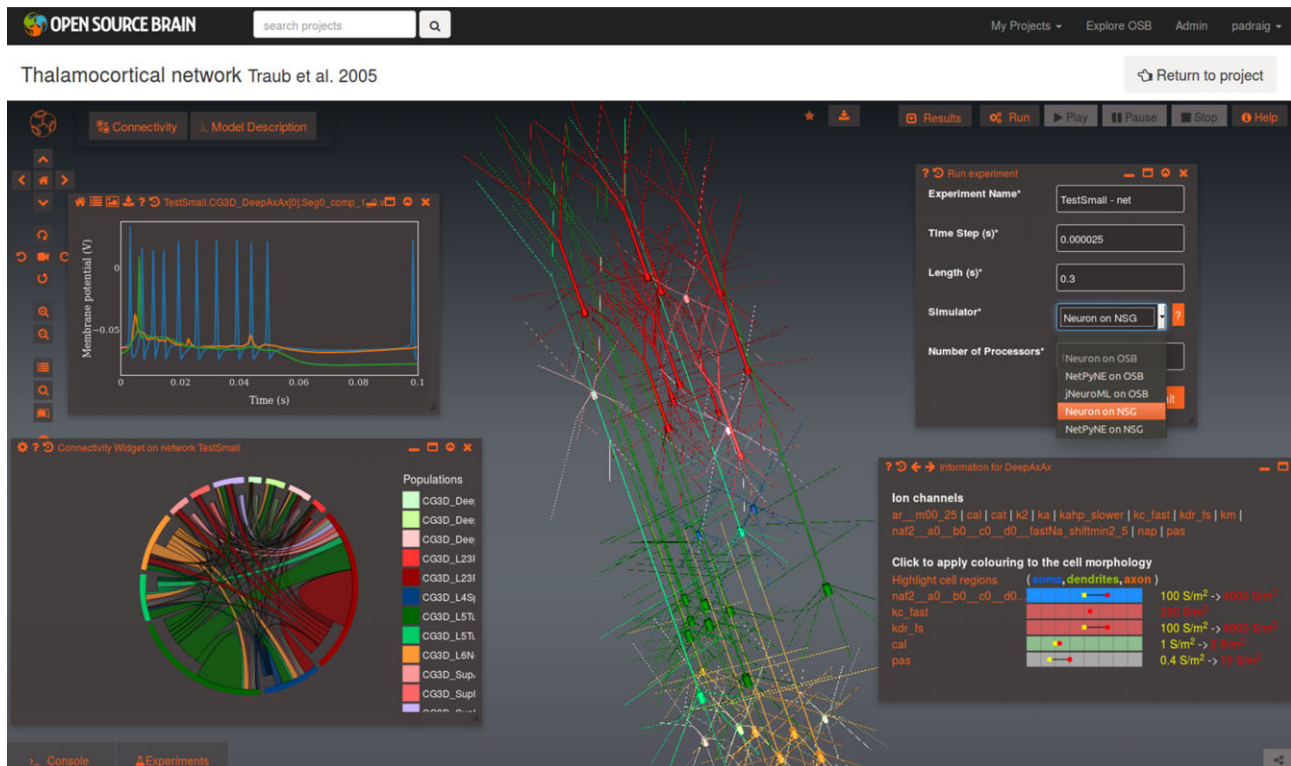 OPEN SOURCE BRAIN
search projects
My Projects
Explore OSB
Admin
padraig
Thalamocortical network Traub et al. 2005
Return to project
Connectivity
Model Description
Results
Run
Play
Pause
Stop
Help
TestSmall.CG3D_DeepAxAx[0].Seg0_comp_1
Membrane potential (V)
0
−0.05
0 0.02 0.04 0.06 0.08 0.1
Time (s)
? Run experiment
Experiment Name*
TestSmall - net
Time Step (s)*
0.000025
Length (s)*
0.3
Simulator*
Neuron on NSG
?
Number of Processors*
Neuron on OSB
NetPyNE on OSB
jNeuroML on OSB
Neuron on NSG
NetPyNE on NSG
? Connectivity Widget on network TestSmall
Populations
CG3D_Dee
CG3D_Dee
CG3D_Dee
CG3D_L23
CG3D_L23
CG3D_L4S
CG3D_L5T
CG3D_L5T
CG3D_L6N
CG3D_Sup
CG3D_Sup
? Information for DeepAxAx
Ion channels
ar__m00_25 | cal | cat | k2 | ka | kahp_slower | kc_fast | kdr_fs | km |
naf2__a0__b0__c0__d0__fastNa_shiftmin2_5 | nap | pas
Click to apply colouring to the cell morphology
Highlight cell regions (soma,dendrites,axon )
naf2__a0__b0__c0__d0... 100 S/m² -> 4000 S/m²
kc_fast
kdr_fs 100 S/m² -> 4000 S/m²
cal 1 S/m² ->
pas 0.4 S/m² ->
>_ Console
Experiments